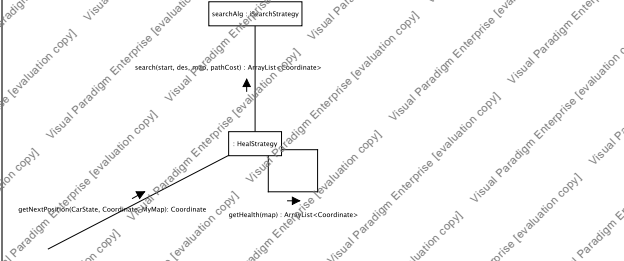 searchAlg : ISearchStrategy
search(start, des, map, pathCost) : ArrayList<Coordinate>
: HealStrategy
getNextPosition(CarState, Coordinate, MyMap): Coordinate
getHealth(map) : ArrayList<Coordinate>
Visual Paradigm Enterprise [evaluation copy]